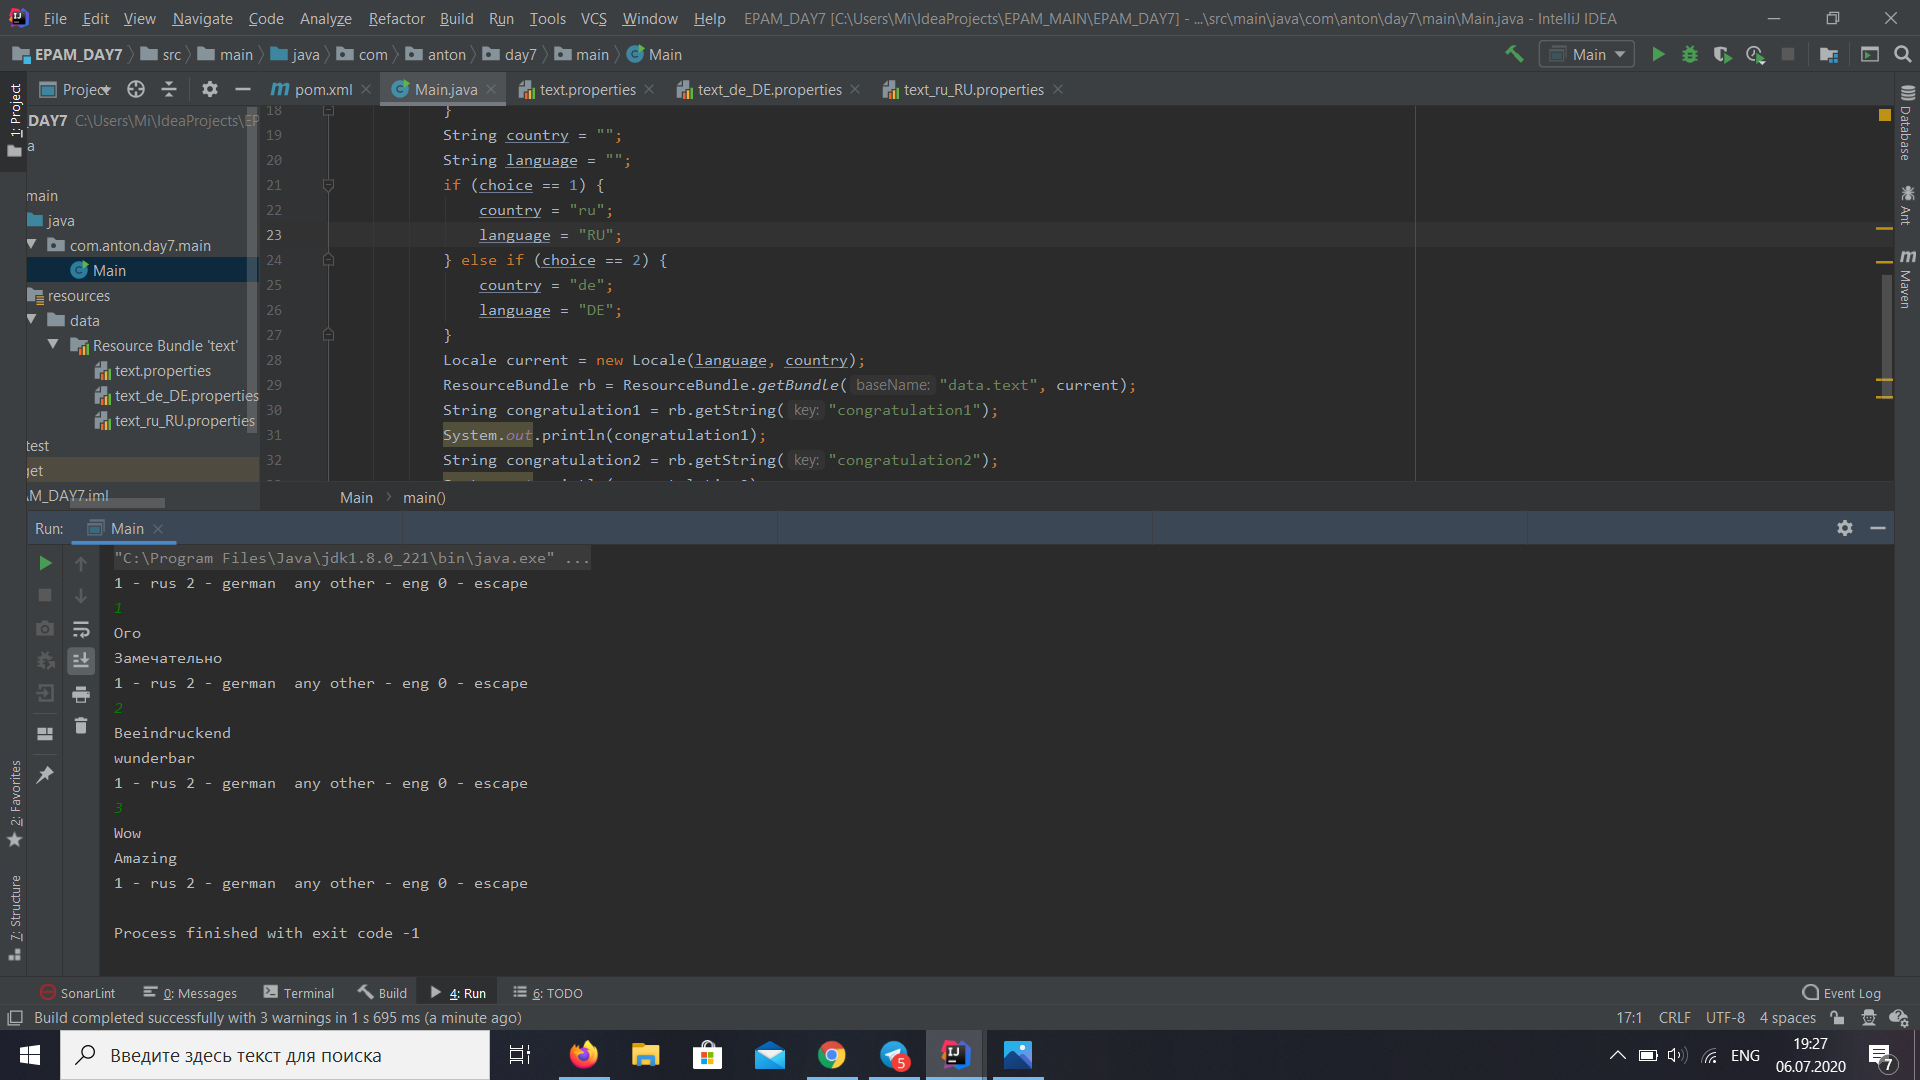 File Edit View Navigate Code Analyze Refactor Build Run Tools VCS Window Help EPAM_DAY7 [C:\Users\Mi\IdeaProjects\EPAM_MAIN\EPAM_DAY7] - ...\src\main\java\com\anton\day7\main\Main.java - IntelliJ IDEA
EPAM_DAY7 src main java com anton day7 main Main
Main
1: Project
Project
pom.xml Main.java text.properties text_de_DE.properties text_ru_RU.properties
DAY7 C:\Users\Mi\IdeaProjects\EP
a
main
java
com.anton.day7.main
Main
resources
data
Resource Bundle 'text'
text.properties
text_de_DE.properties
text_ru_RU.properties
test
get
AM_DAY7.iml
18 }
19 String country = "";
20 String language = "";
21 if (choice == 1) {
22 country = "ru";
23 language = "RU";
24 } else if (choice == 2) {
25 country = "de";
26 language = "DE";
27 }
28 Locale current = new Locale(language, country);
29 ResourceBundle rb = ResourceBundle.getBundle( baseName: "data.text", current);
30 String congratulation1 = rb.getString( key: "congratulation1");
31 System.out.println(congratulation1);
32 String congratulation2 = rb.getString( key: "congratulation2");
Main main()
Database
Ant
Maven
Run: Main
"C:\Program Files\Java\jdk1.8.0_221\bin\java.exe" ...
1 - rus 2 - german  any other - eng 0 - escape
1
Ого
Замечательно
1 - rus 2 - german  any other - eng 0 - escape
2
Beeindruckend
wunderbar
1 - rus 2 - german  any other - eng 0 - escape
3
Wow
Amazing
1 - rus 2 - german  any other - eng 0 - escape
Process finished with exit code -1
2: Favorites
7: Structure
SonarLint 0: Messages Terminal Build 4: Run 6: TODO Event Log
Build completed successfully with 3 warnings in 1 s 695 ms (a minute ago) 17:1 CRLF UTF-8 4 spaces
Введите здесь текст для поиска
5
IJ
ENG
19:27
06.07.2020
7